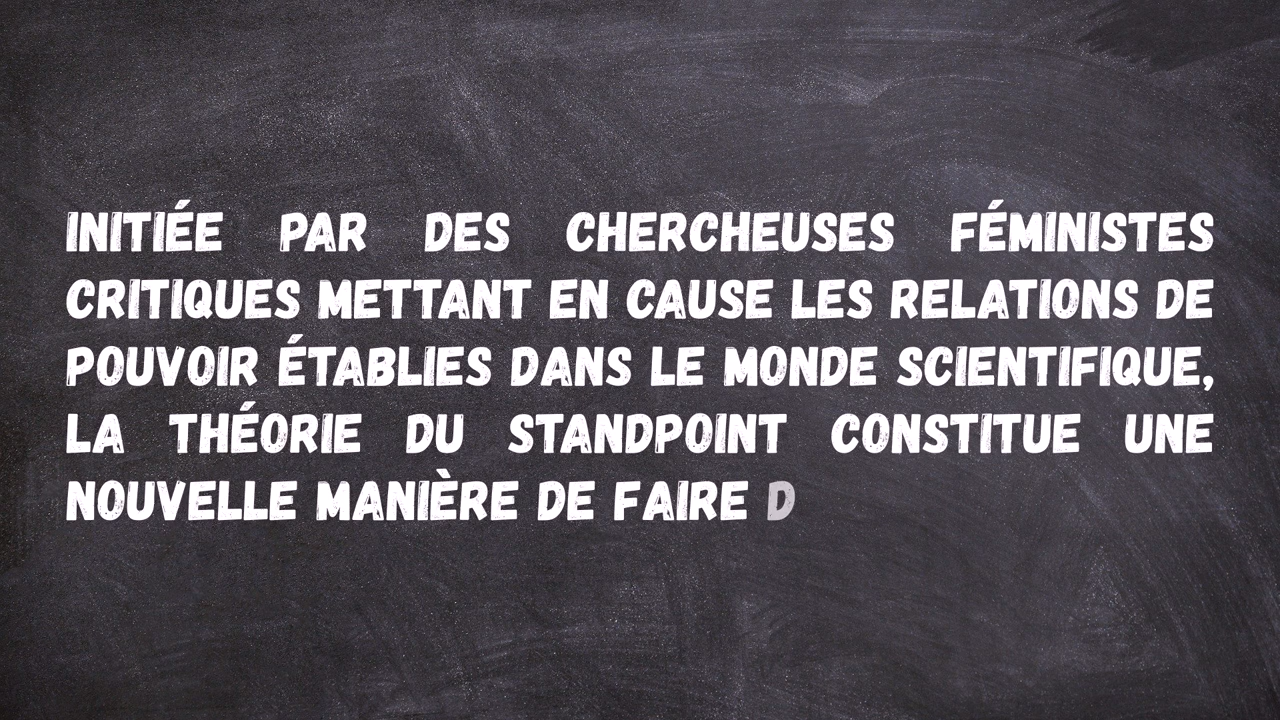 INITIÉE PAR DES CHERCHEUSES FÉMINISTES
CRITIQUES METTANT EN CAUSE LES RELATIONS DE
POUVOIR ÉTABLIES DANS LE MONDE SCIENTIFIQUE,
LA THÉORIE DU STANDPOINT CONSTITUE UNE
NOUVELLE MANIÈRE DE FAIRE D